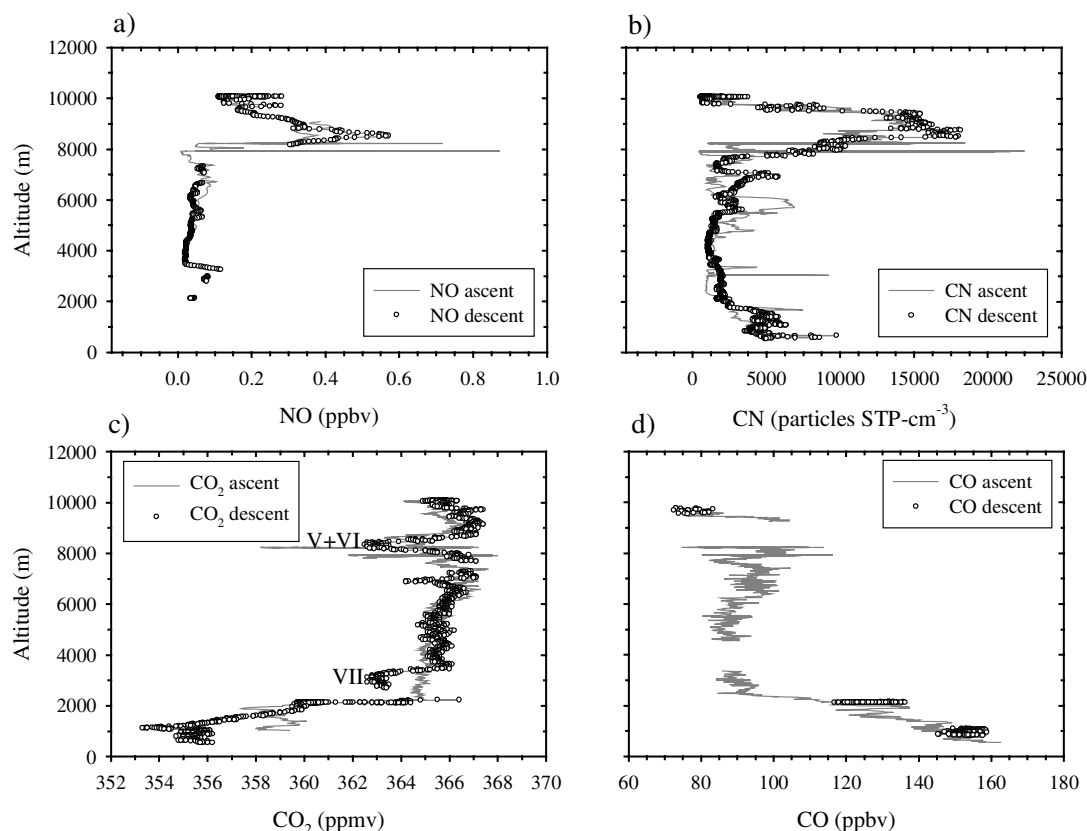 a)
12000
10000
8000
6000
4000
2000
0
Altitude (m)
NO ascent
NO descent
0.0 0.2 0.4 0.6 0.8 1.0
NO (ppbv)
b)
12000
10000
8000
6000
4000
2000
0
CN ascent
CN descent
0 5000 10000 15000 20000 25000
CN (particles STP-cm⁻³)
c)
12000
10000
8000
6000
4000
2000
0
Altitude (m)
CO₂ ascent
CO₂ descent
V+VI
VII
352 354 356 358 360 362 364 366 368 370
CO₂ (ppmv)
d)
12000
10000
8000
6000
4000
2000
0
CO ascent
CO descent
60 80 100 120 140 160 180
CO (ppbv)